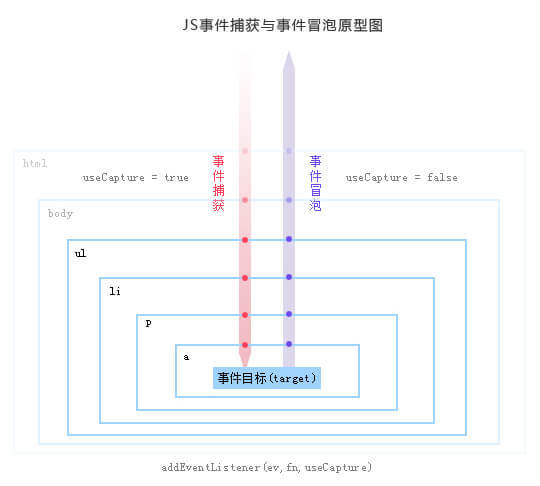 JS事件捕获与事件冒泡原型图
html
useCapture = true
事件捕获
事件冒泡
useCapture = false
body
ul
li
p
a
事件目标(target)
addEventListener(ev,fn,useCapture)